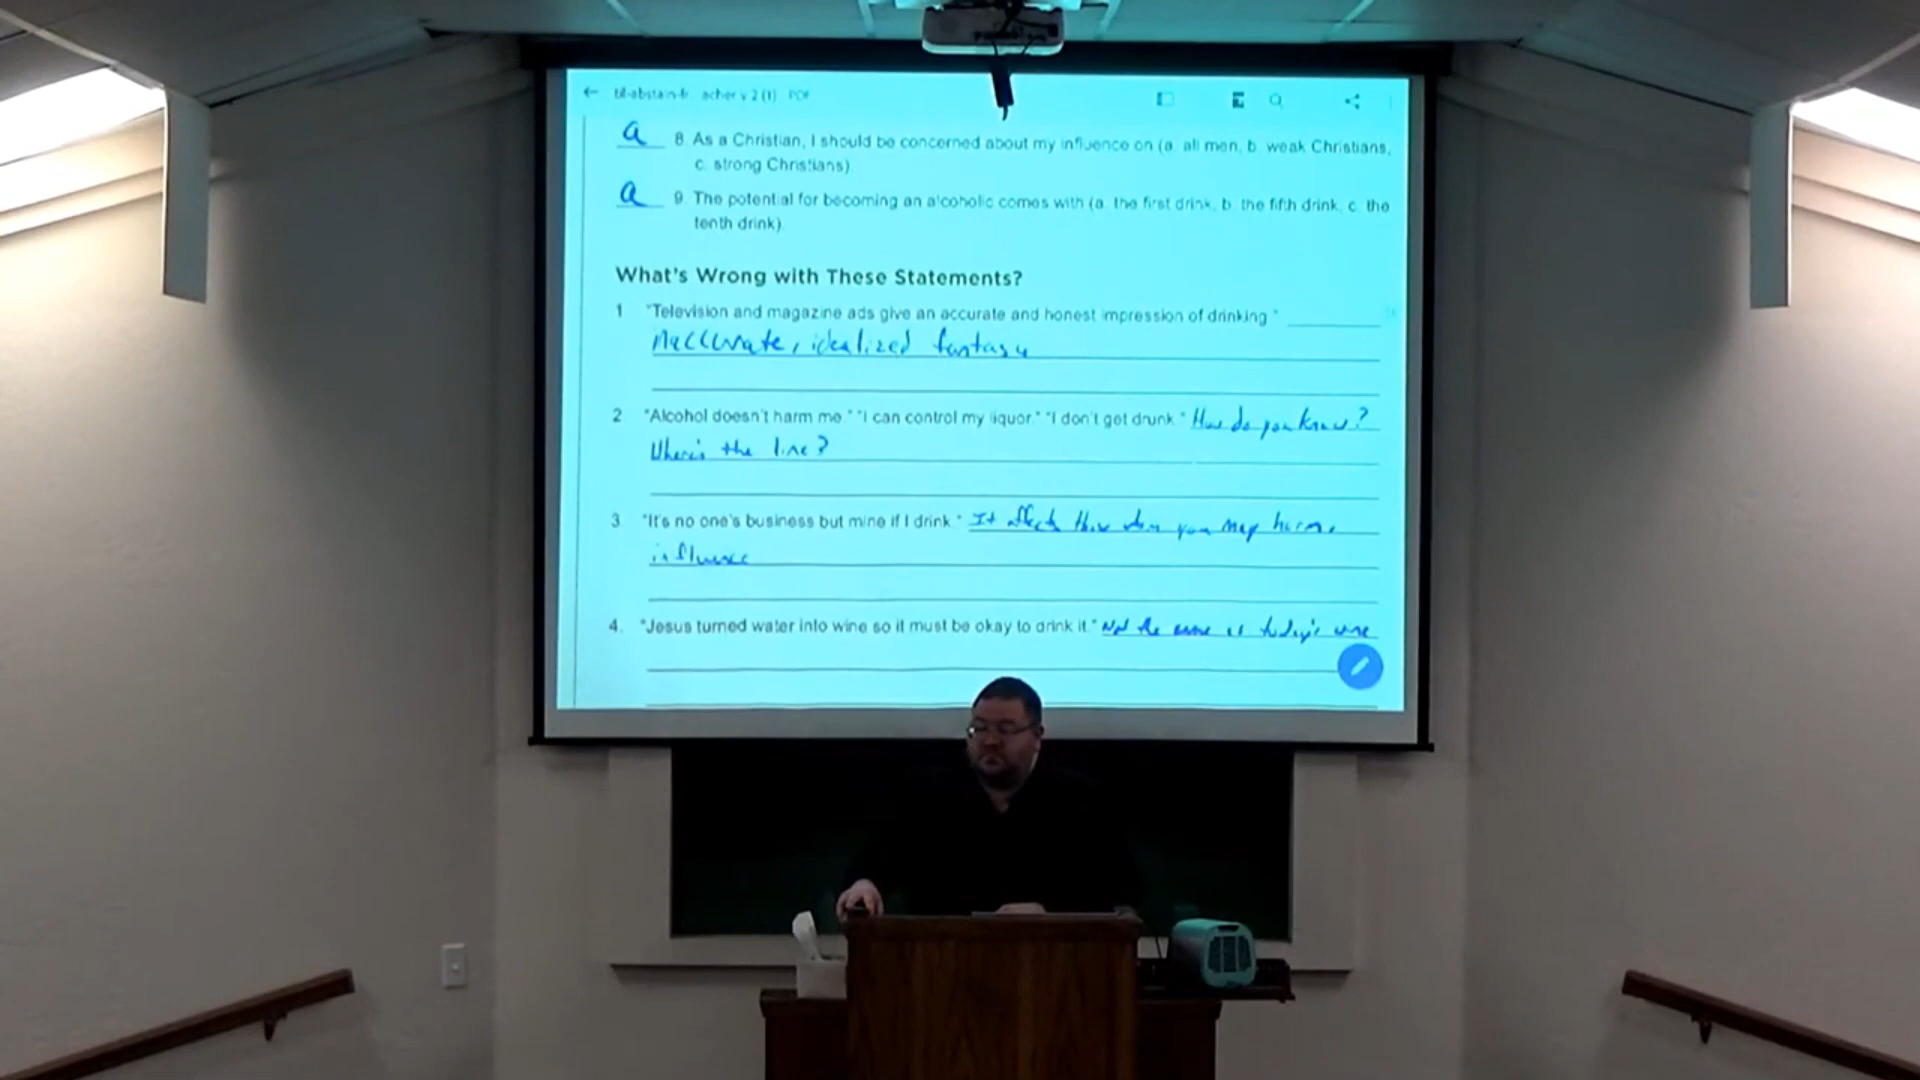 acher v 2 (1) PDF
a 8. As a Christian, I should be concerned about my influence on (a. all men, b. weak Christians,
c. strong Christians)
a 9. The potential for becoming an alcoholic comes with (a. the first drink, b. the fifth drink, c. the
tenth drink)
What's Wrong with These Statements?
1 "Television and magazine ads give an accurate and honest impression of drinking."
inaccurate, idealized fantasy
2 "Alcohol doesn't harm me." "I can control my liquor." "I don't get drunk." How do you know?
Where's the line?
3 "It's no one's business but mine if I drink." It affects those whom you may harm,
influence
4. "Jesus turned water into wine so it must be okay to drink it." Not the same as today's wine